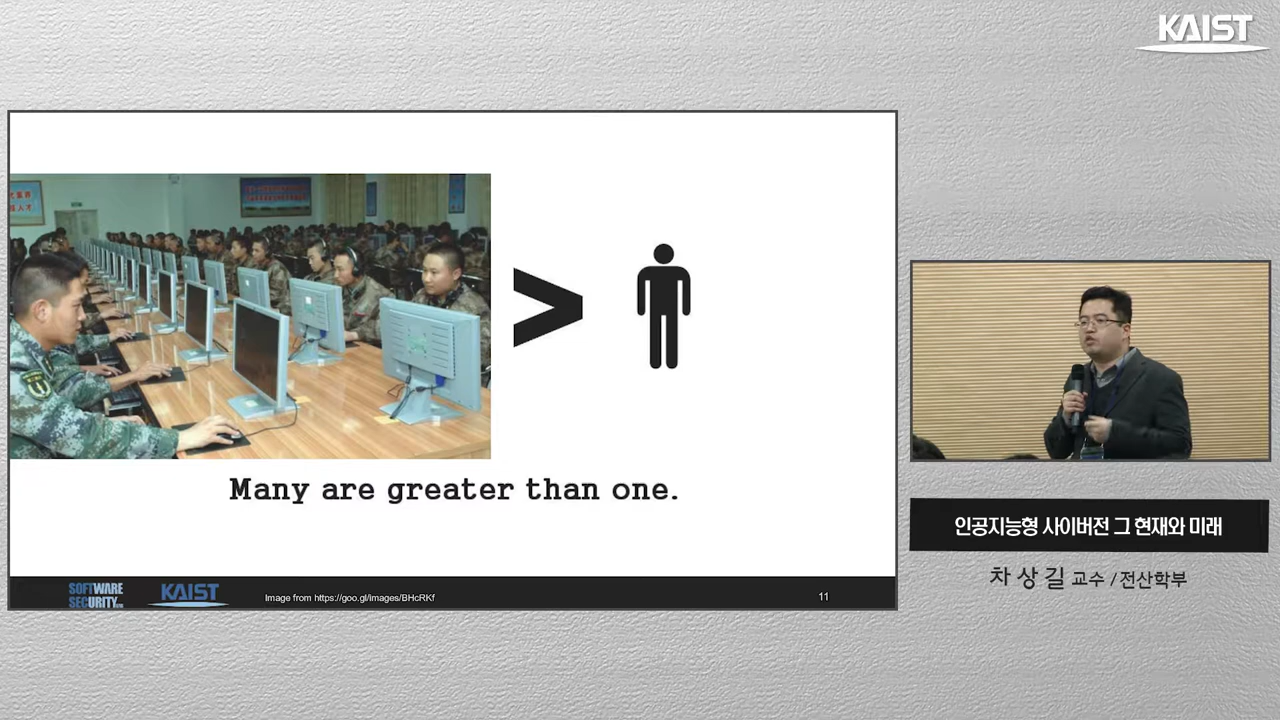 KAIST
Many are greater than one.
SOFTWARE
SECURITY
KAIST
Image from https://goo.gl/images/BHcRKf
11
인공지능형 사이버전 그 현재와 미래
차상길 교수 / 전산학부